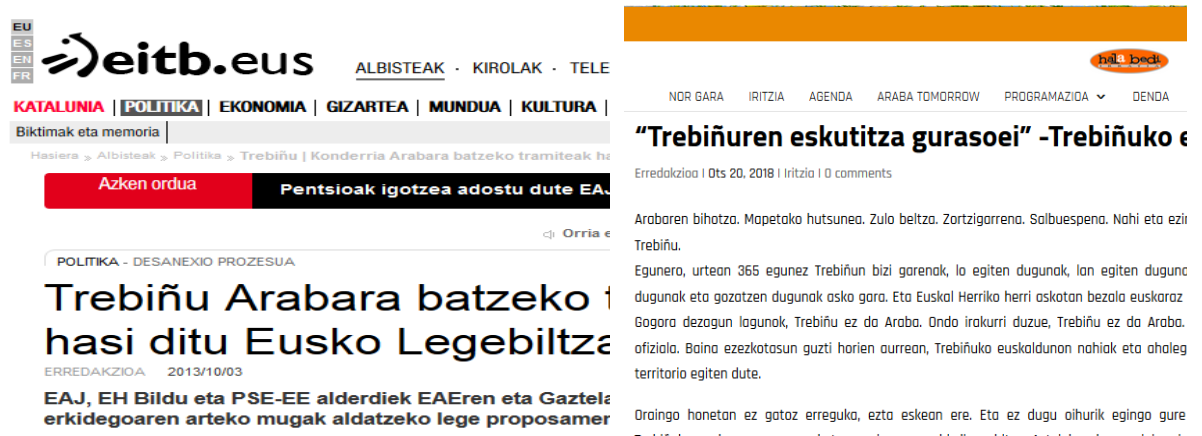 EU
ES
EN
FR
eitb.eus
ALBISTEAK · KIROLAK · TELE
KATALUNIA | POLITIKA | EKONOMIA | GIZARTEA | MUNDUA | KULTURA |
Biktimak eta memoria
Hasiera » Albisteak » Politika » Trebiñu | Konderria Arabara batzeko tramiteak ha
Azken ordua
Pentsioak igotzea adostu dute EAJ
Orria e
POLITIKA - DESANEXIO PROZESUA
Trebiñu Arabara batzeko t
hasi ditu Eusko Legebiltza
ERREDAKZIOA 2013/10/03
EAJ, EH Bildu eta PSE-EE alderdiek EAEren eta Gaztela
erkidegoaren arteko mugak aldatzeko lege proposamen
hala bedi
NOR GARA IRITZIA AGENDA ARABA TOMORROW PROGRAMAZIOA DENDA
“Trebiñuren eskutitza gurasoei” -Trebiñuko e
Erredakzioa | Ots 20, 2018 | Iritzia | 0 comments
Arabaren bihotza. Mapetako hutsunea. Zulo beltza. Zortzigarrena. Salbuespena. Nahi eta ezin
Trebiñu.
Egunero, urtean 365 egunez Trebiñun bizi garenak, lo egiten dugunak, lan egiten duguna
dugunak eta gozatzen dugunak asko gara. Eta Euskal Herriko herri askotan bezala euskaraz
Gogora dezagun lagunok, Trebiñu ez da Araba. Ondo irakurri duzue, Trebiñu ez da Araba.
ofiziala. Baina ezezkotasun guzti horien aurrean, Trebiñuko euskaldunon nahiak eta ahaleg
territorio egiten dute.
Oraingo honetan ez gatoz erreguka, ezta eskean ere. Eta ez dugu oihurik egingo gure